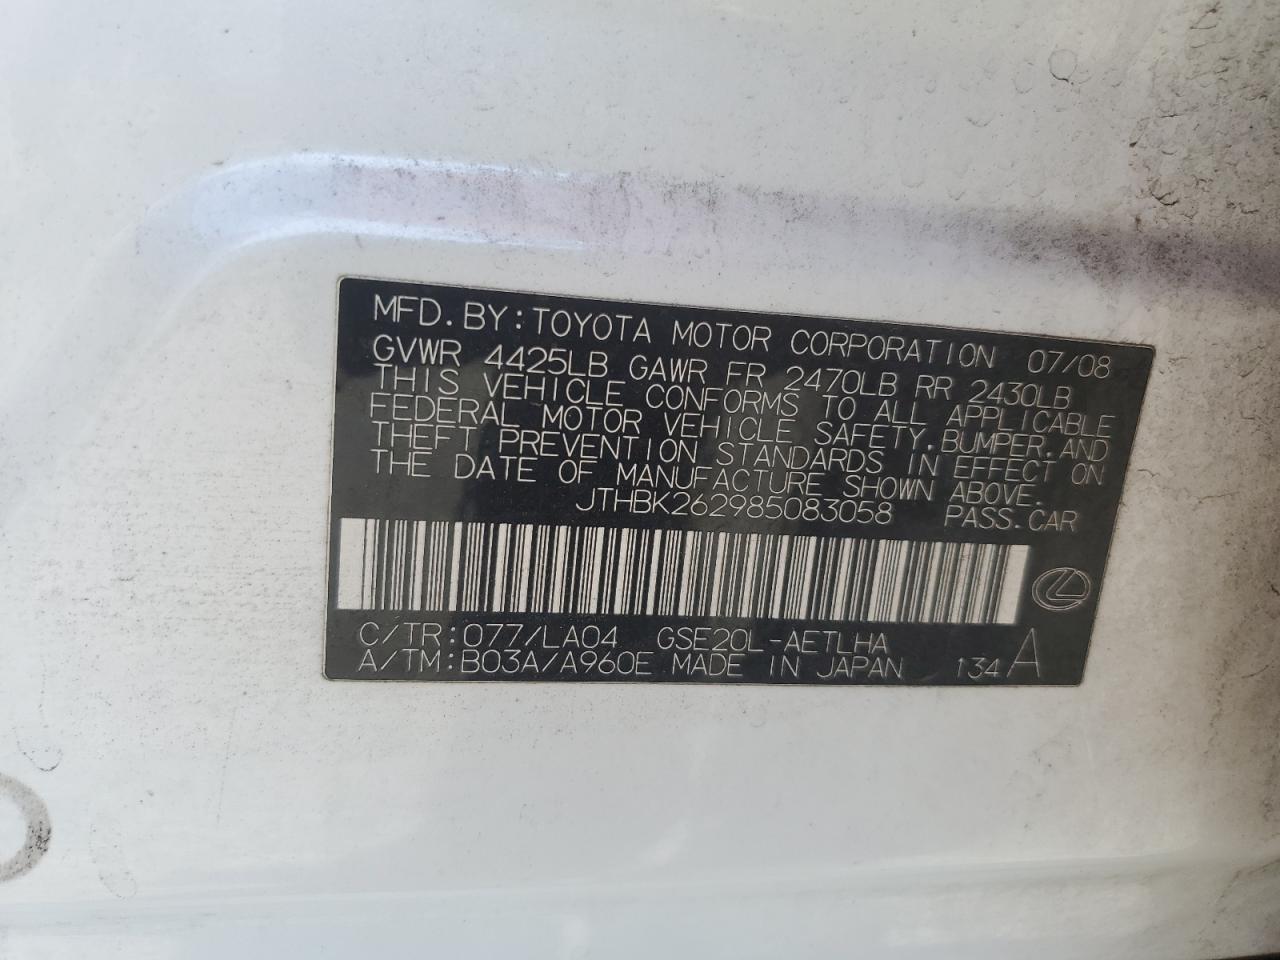 MFD.BY:TOYOTA MOTOR CORPORATION 07/08
GVWR 4425LB GAWR FR 2470LB RR 2430LB
THIS VEHICLE CONFORMS TO ALL APPLICABLE
FEDERAL MOTOR VEHICLE SAFETY,BUMPER,AND
THEFT PREVENTION STANDARDS IN EFFECT ON
THE DATE OF MANUFACTURE SHOWN ABOVE.
JTHBK262985083058 PASS.CAR
C/TR:077/LA04 GSE20L-AETLHA
A/TM:B03A/A960E MADE IN JAPAN 134 A